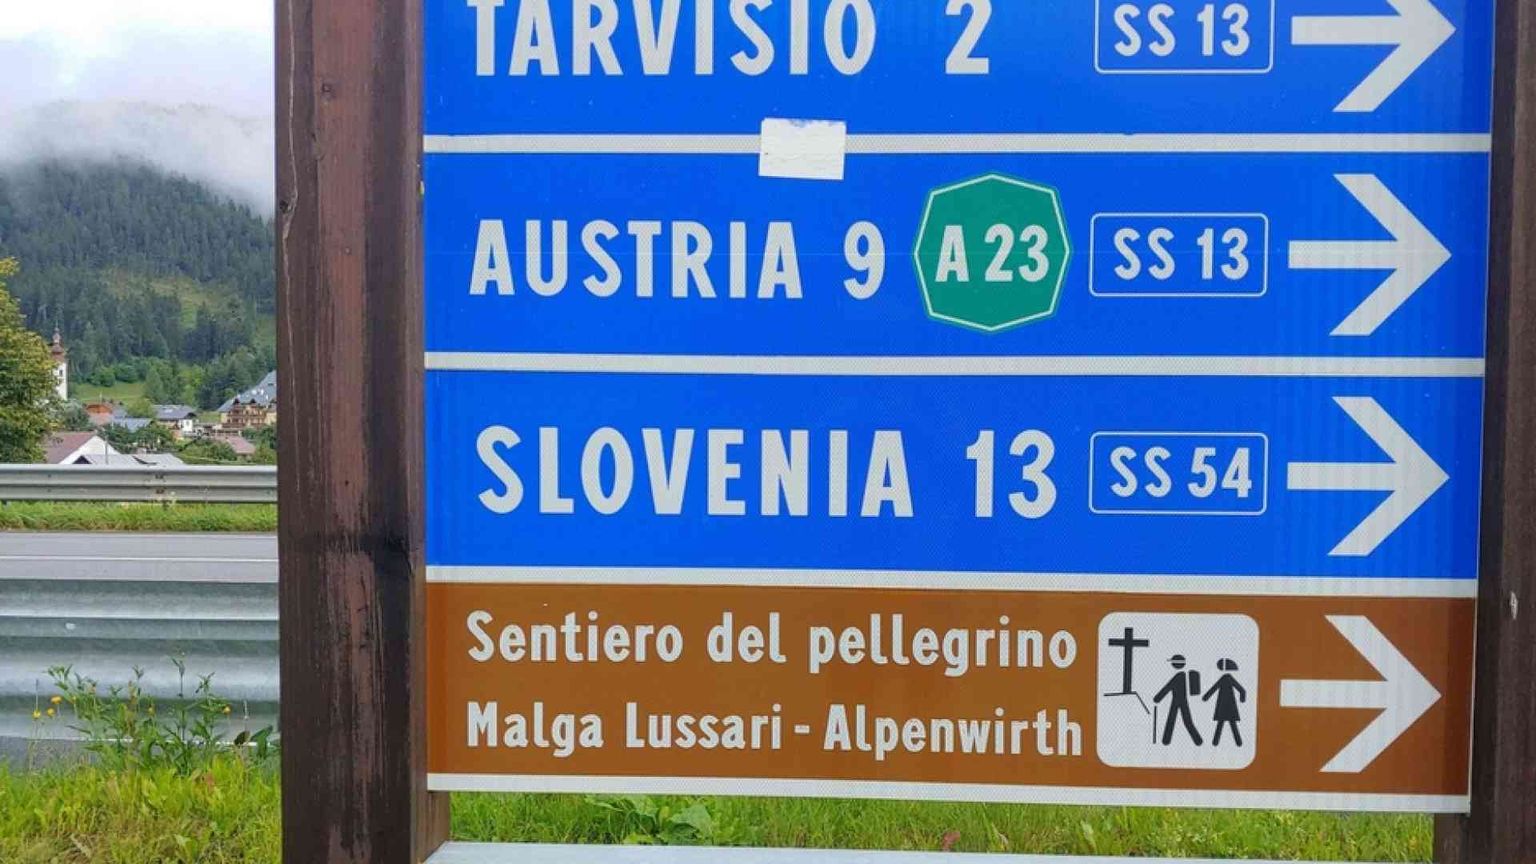 TARVISIO 2 SS 13
AUSTRIA 9 A 23 SS 13
SLOVENIA 13 SS 54
Sentiero del pellegrino
Malga Lussari - Alpenwirth